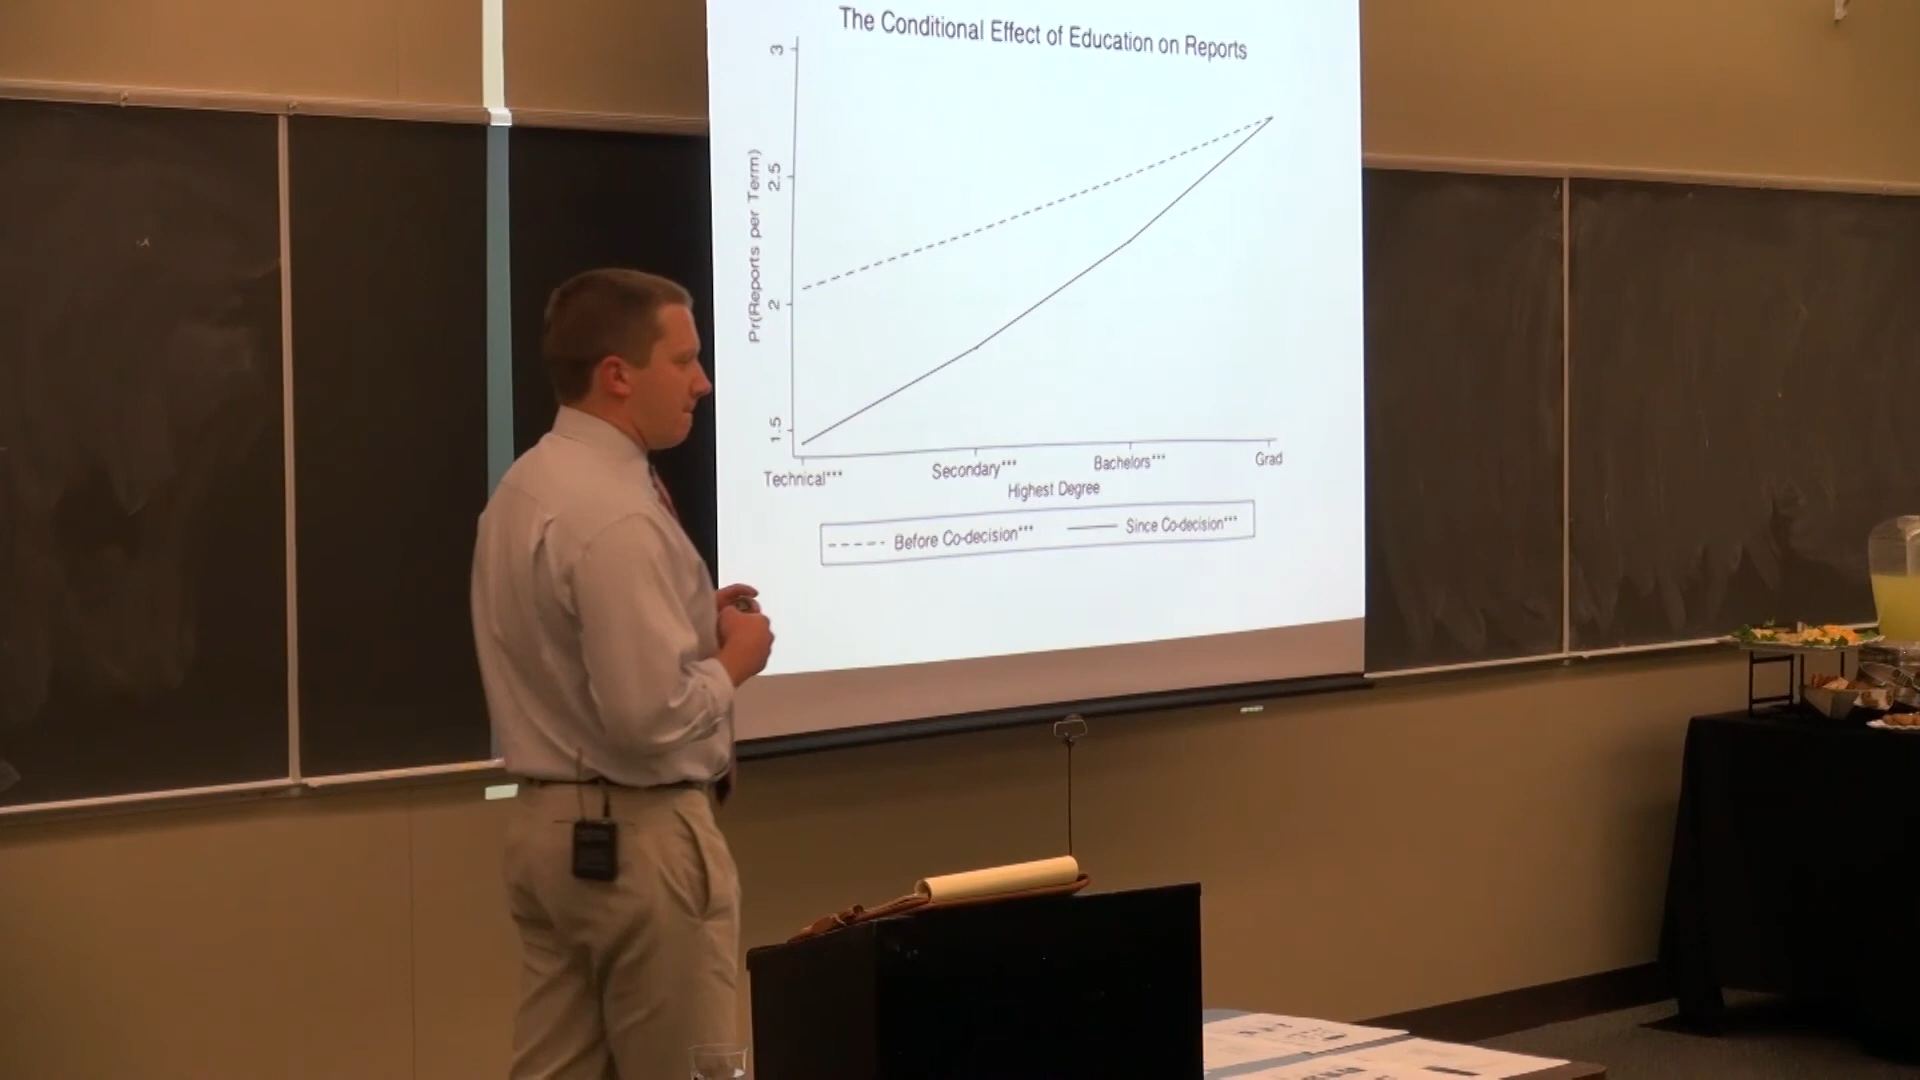 The Conditional Effect of Education on Reports
3
2.5
2
1.5
Pr(Reports per Term)
Technical*** Secondary*** Bachelors*** Grad
Highest Degree
Before Co-decision*** Since Co-decision***